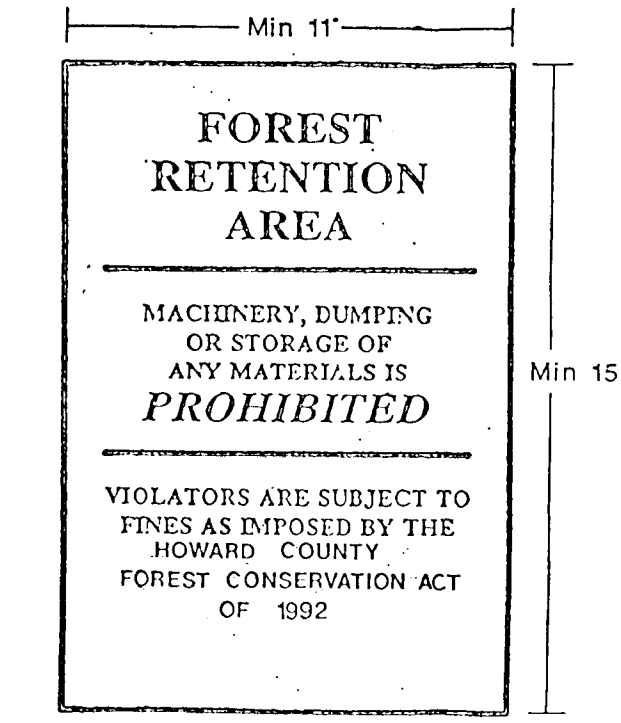 Min 11"
FOREST
RETENTION
AREA
MACHINERY, DUMPING
OR STORAGE OF
ANY MATERIALS IS
PROHIBITED
Min 15
VIOLATORS ARE SUBJECT TO
FINES AS IMPOSED BY THE
HOWARD COUNTY
FOREST CONSERVATION ACT
OF 1992